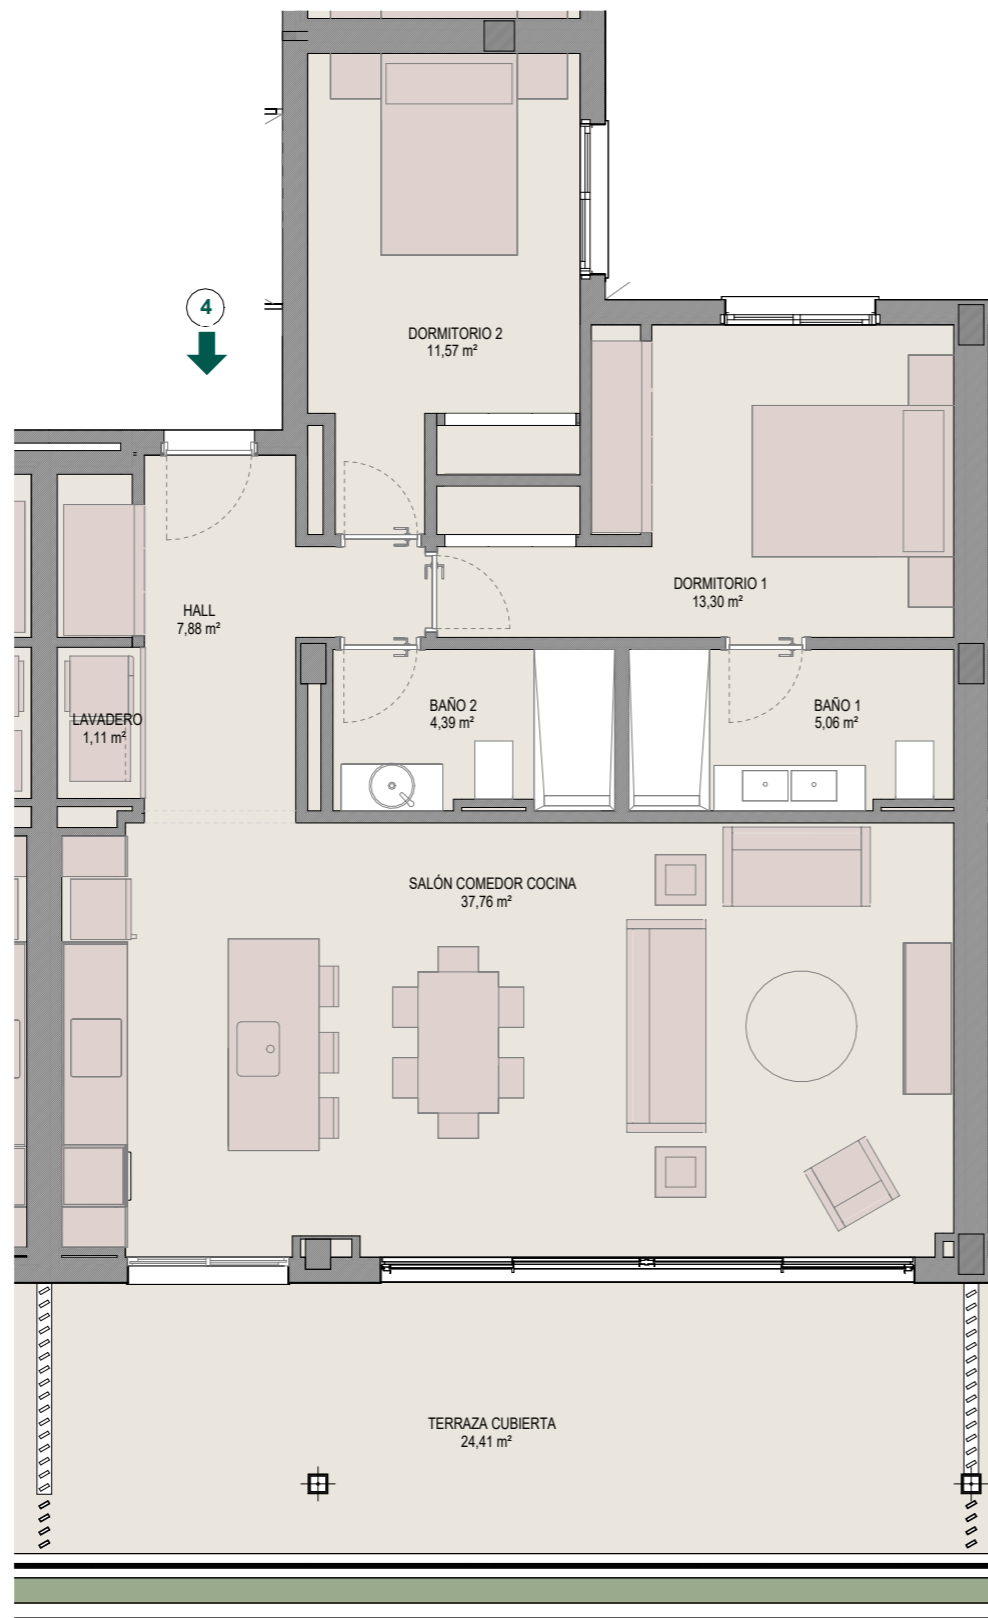 4
DORMITORIO 2
11,57 m²
DORMITORIO 1
13,30 m²
HALL
7,88 m²
LAVADERO
1,11 m²
BAÑO 2
4,39 m²
BAÑO 1
5,06 m²
SALÓN COMEDOR COCINA
37,76 m²
TERRAZA CUBIERTA
24,41 m²